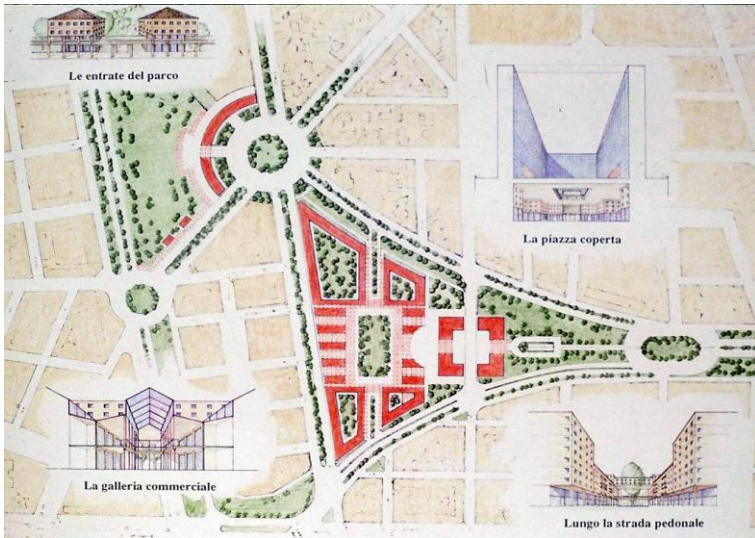 Le entrate del parco
La piazza coperta
La galleria commerciale
Lungo la strada pedonale